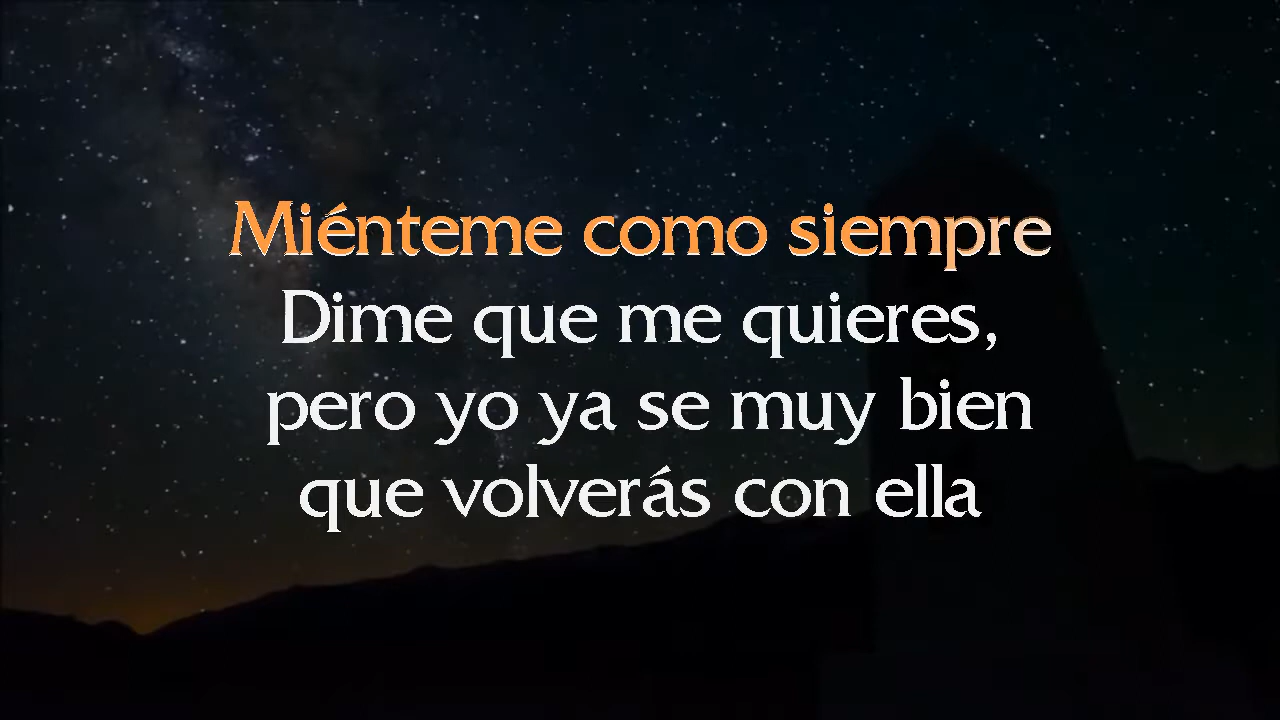 Miénteme como siempre
Dime que me quieres,
pero yo ya se muy bien
que volverás con ella